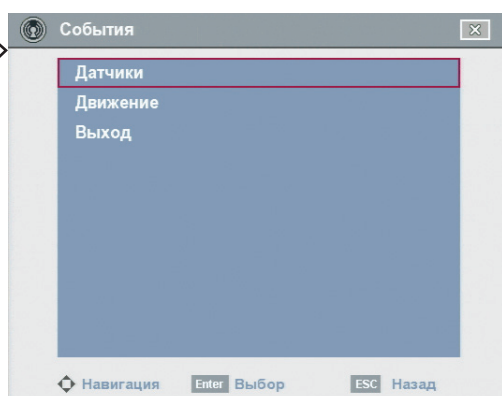 События
Датчики
Движение
Выход
Навигация Enter Выбор ESC Назад